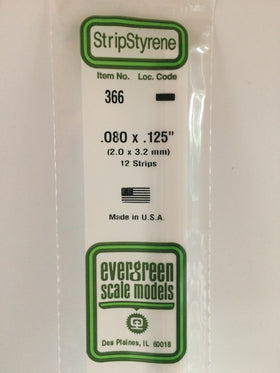 StripStyrene
Item No. Loc. Code
366
.080 x .125"
(2.0 x 3.2 mm)
12 Strips
Made in U.S.A.
evergreen
scale models
Des Plaines, IL 60018